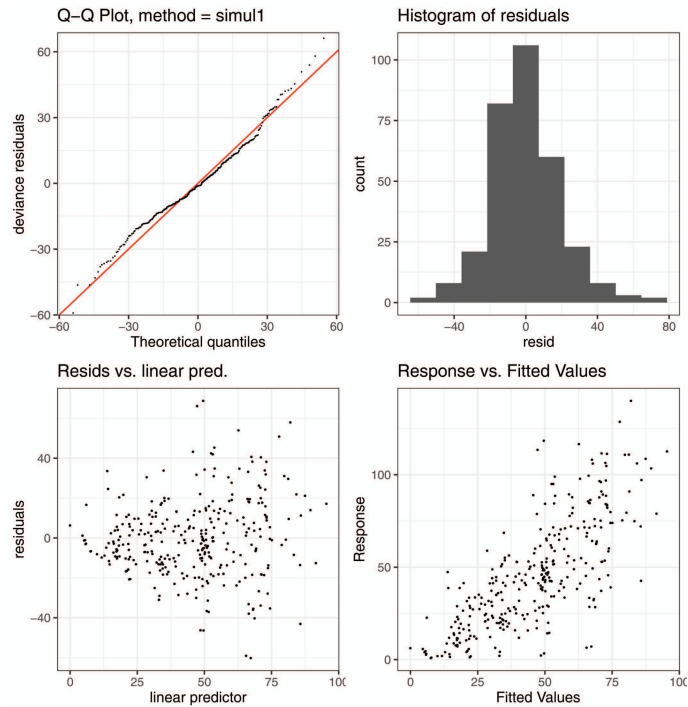 Q−Q Plot, method = simul1
60
30
0
−30
−60
−60 −30 0 30 60
Theoretical quantiles
deviance residuals
Histogram of residuals
100
75
50
25
0
−40 0 40 80
resid
count
Resids vs. linear pred.
40
0
−40
0 25 50 75 100
linear predictor
residuals
Response vs. Fitted Values
100
50
0
0 25 50 75 100
Fitted Values
Response